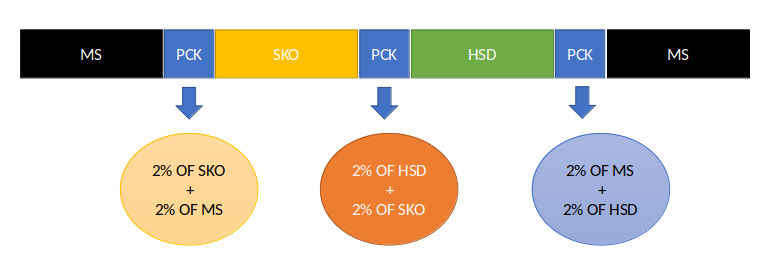 MS PCK SKO PCK HSD PCK MS
2% OF SKO
+
2% OF MS
2% OF HSD
+
2% OF SKO
2% OF MS
+
2% OF HSD